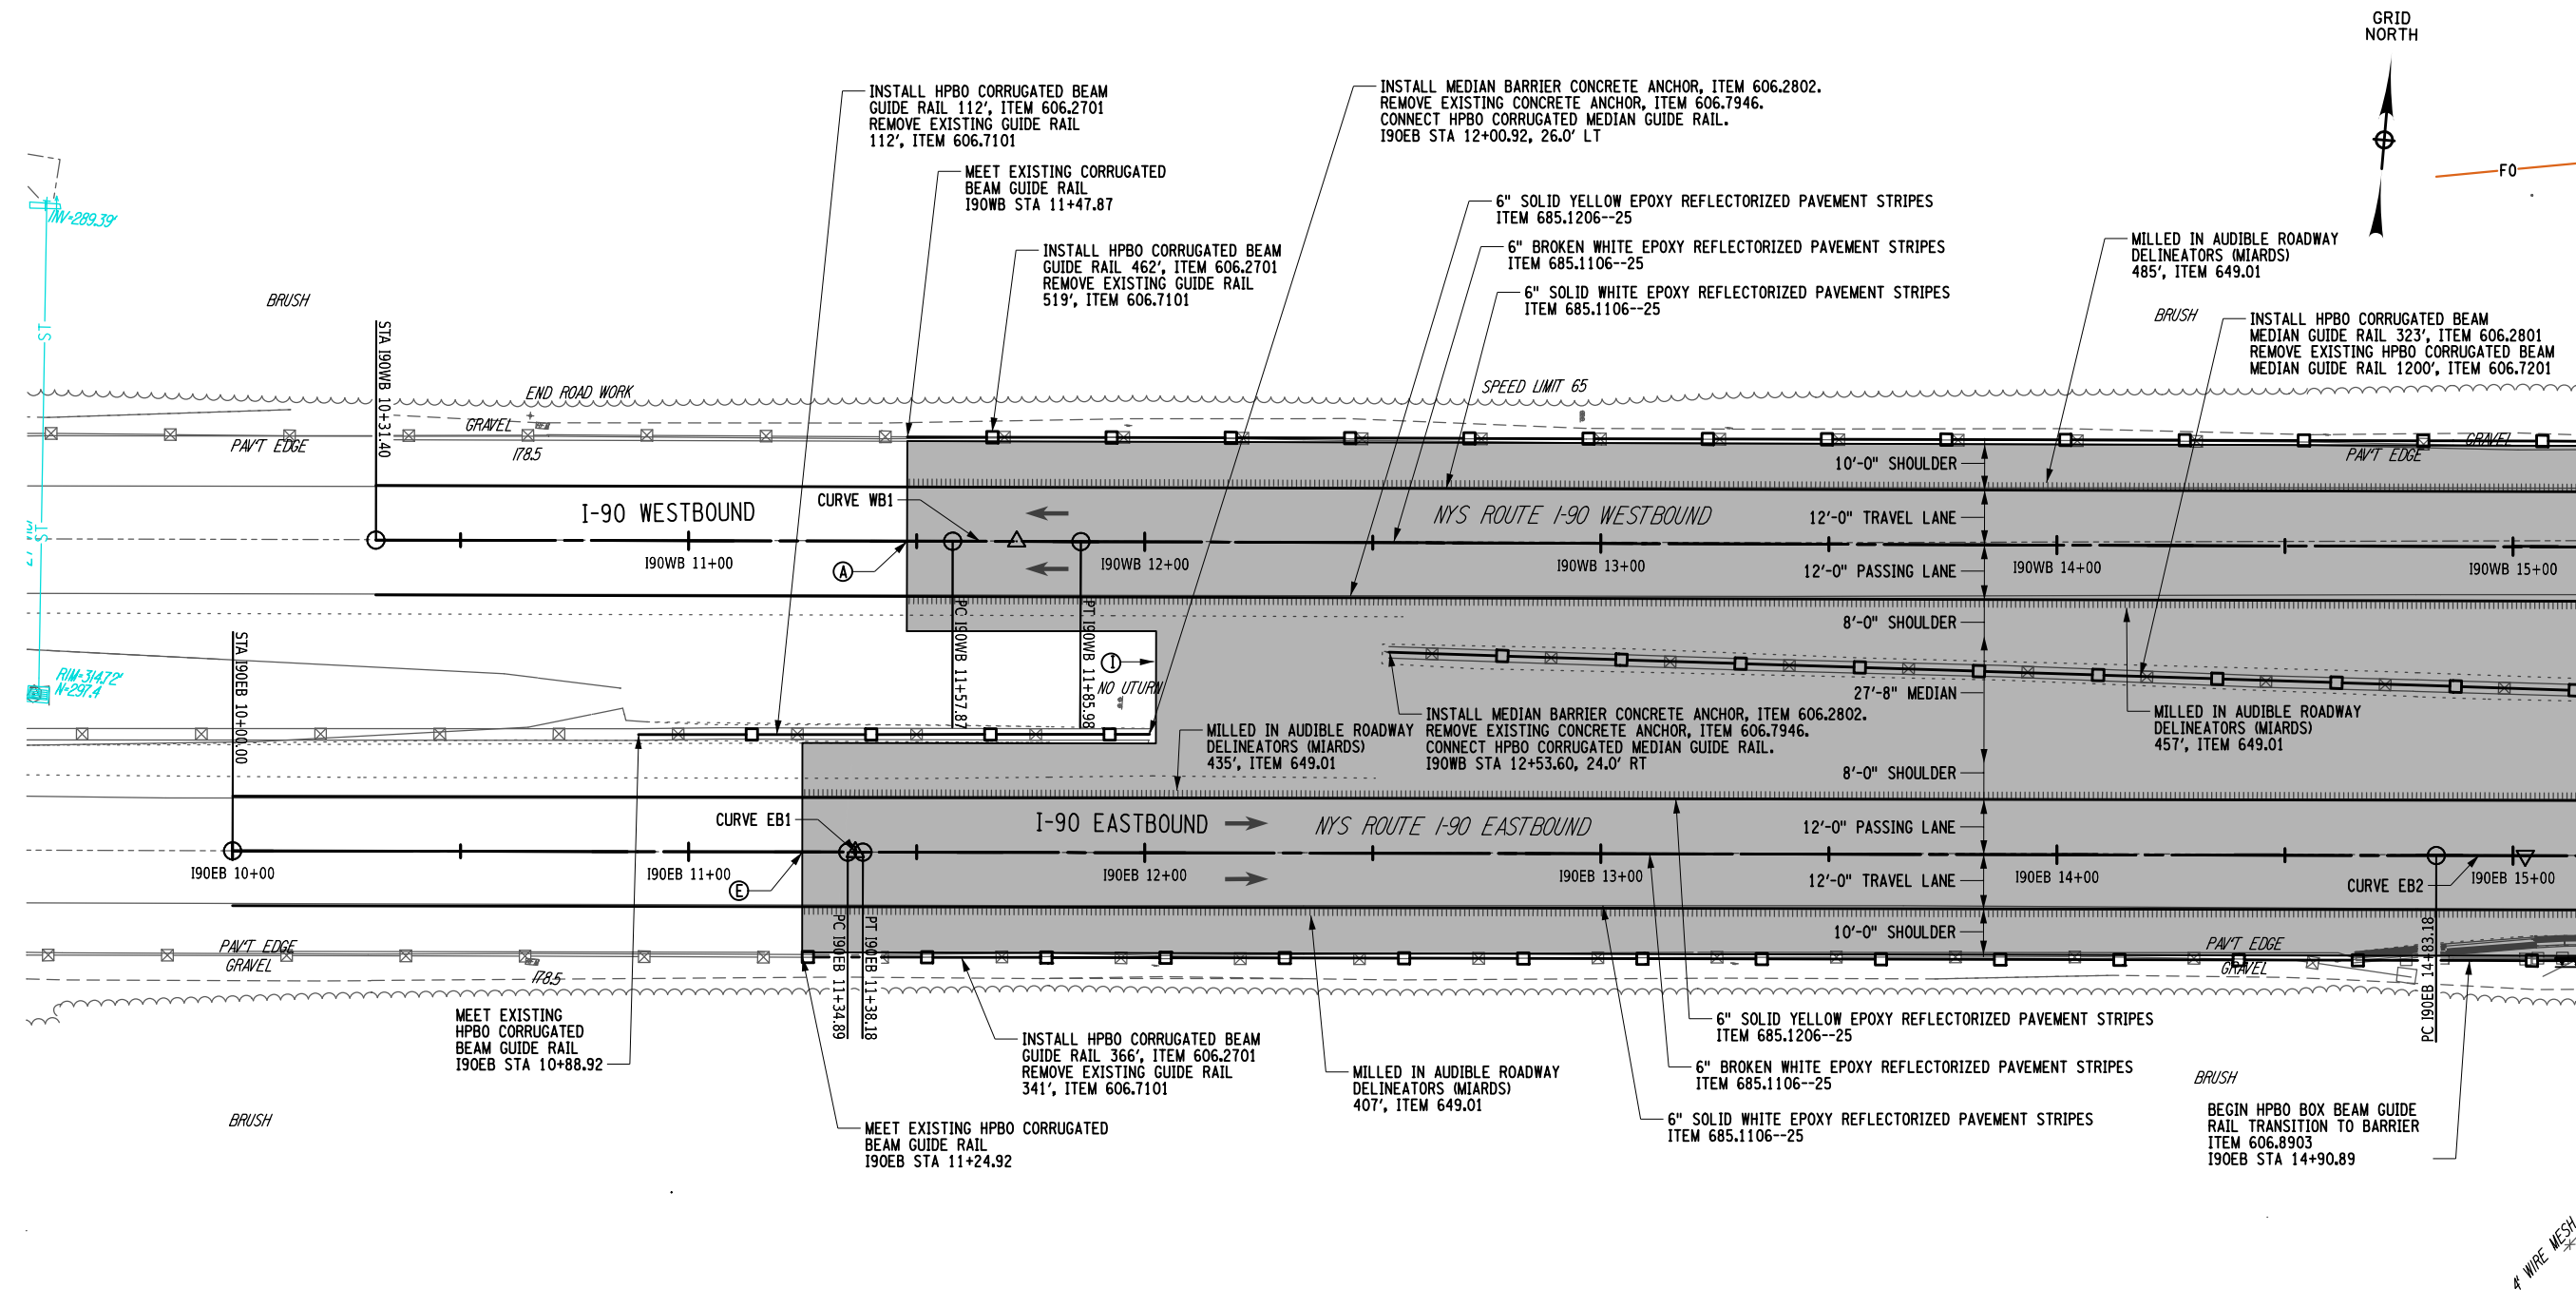 GRID
NORTH
INSTALL HPBO CORRUGATED BEAM
GUIDE RAIL 112', ITEM 606.2701
REMOVE EXISTING GUIDE RAIL
112', ITEM 606.7101
INSTALL MEDIAN BARRIER CONCRETE ANCHOR, ITEM 606.2802.
REMOVE EXISTING CONCRETE ANCHOR, ITEM 606.7946.
CONNECT HPBO CORRUGATED MEDIAN GUIDE RAIL.
I90EB STA 12+00.92, 26.0' LT
MEET EXISTING CORRUGATED
BEAM GUIDE RAIL
I90WB STA 11+47.87
FO
6" SOLID YELLOW EPOXY REFLECTORIZED PAVEMENT STRIPES
ITEM 685.1206--25
INV=289.39'
INSTALL HPBO CORRUGATED BEAM
GUIDE RAIL 462', ITEM 606.2701
REMOVE EXISTING GUIDE RAIL
519', ITEM 606.7101
6" BROKEN WHITE EPOXY REFLECTORIZED PAVEMENT STRIPES
ITEM 685.1106--25
MILLED IN AUDIBLE ROADWAY
DELINEATORS (MIARDS)
485', ITEM 649.01
BRUSH
6" SOLID WHITE EPOXY REFLECTORIZED PAVEMENT STRIPES
ITEM 685.1106--25
BRUSH
INSTALL HPBO CORRUGATED BEAM
MEDIAN GUIDE RAIL 323', ITEM 606.2801
REMOVE EXISTING HPBO CORRUGATED BEAM
MEDIAN GUIDE RAIL 1200', ITEM 606.7201
ST
STA I90WB 10+31.40
END ROAD WORK
SPEED LIMIT 65
GRAVEL
PAV'T EDGE
178.5
GRAVEL
PAV'T EDGE
10'-0" SHOULDER
CURVE WB1
I-90 WESTBOUND
NYS ROUTE I-90 WESTBOUND
12'-0" TRAVEL LANE
ST
I90WB 11+00
I90WB 12+00
I90WB 13+00
I90WB 14+00
I90WB 15+00
A
12'-0" PASSING LANE
PC I90WB 11+57.87
PT I90WB 11+85.98
8'-0" SHOULDER
STA I90EB 10+00.00
I
NO UTURN
RIM=314.72'
N=297.4
27'-8" MEDIAN
MILLED IN AUDIBLE ROADWAY
DELINEATORS (MIARDS)
435', ITEM 649.01
INSTALL MEDIAN BARRIER CONCRETE ANCHOR, ITEM 606.2802.
REMOVE EXISTING CONCRETE ANCHOR, ITEM 606.7946.
CONNECT HPBO CORRUGATED MEDIAN GUIDE RAIL.
I90WB STA 12+53.60, 24.0' RT
MILLED IN AUDIBLE ROADWAY
DELINEATORS (MIARDS)
457', ITEM 649.01
8'-0" SHOULDER
CURVE EB1
I-90 EASTBOUND
NYS ROUTE I-90 EASTBOUND
12'-0" PASSING LANE
I90EB 10+00
I90EB 11+00
I90EB 12+00
I90EB 13+00
I90EB 14+00
I90EB 15+00
E
12'-0" TRAVEL LANE
CURVE EB2
PC I90EB 11+34.89
PT I90EB 11+38.18
PC I90EB 14+83.18
10'-0" SHOULDER
PAV'T EDGE
GRAVEL
178.5
PAV'T EDGE
GRAVEL
MEET EXISTING
HPBO CORRUGATED
BEAM GUIDE RAIL
I90EB STA 10+88.92
INSTALL HPBO CORRUGATED BEAM
GUIDE RAIL 366', ITEM 606.2701
REMOVE EXISTING GUIDE RAIL
341', ITEM 606.7101
6" SOLID YELLOW EPOXY REFLECTORIZED PAVEMENT STRIPES
ITEM 685.1206--25
MILLED IN AUDIBLE ROADWAY
DELINEATORS (MIARDS)
407', ITEM 649.01
6" BROKEN WHITE EPOXY REFLECTORIZED PAVEMENT STRIPES
ITEM 685.1106--25
BRUSH
BRUSH
6" SOLID WHITE EPOXY REFLECTORIZED PAVEMENT STRIPES
ITEM 685.1106--25
MEET EXISTING HPBO CORRUGATED
BEAM GUIDE RAIL
I90EB STA 11+24.92
BEGIN HPBO BOX BEAM GUIDE
RAIL TRANSITION TO BARRIER
ITEM 606.8903
I90EB STA 14+90.89
4' WIRE MESH